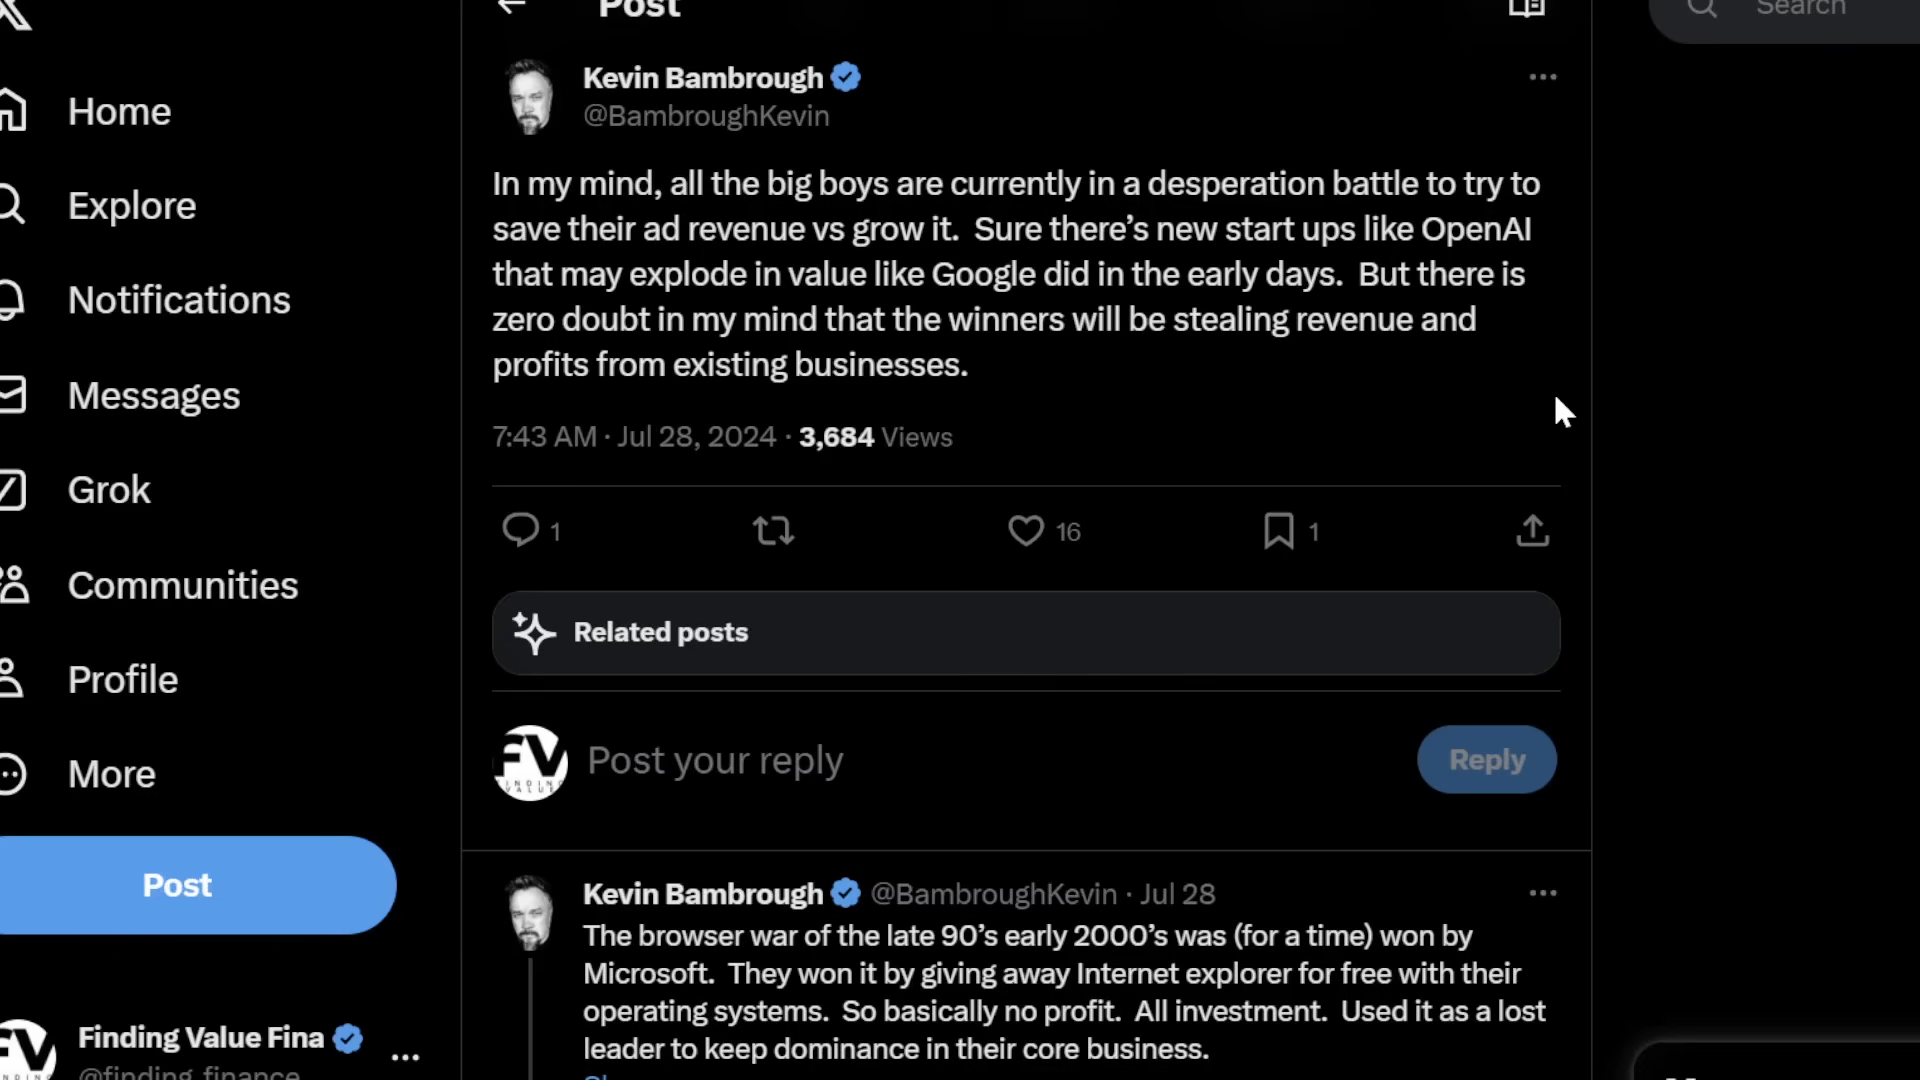 Post
Search
Home
Explore
Notifications
Messages
Grok
Communities
Profile
More
Post
Finding Value Fina
@finding_finance
Kevin Bambrough
@BambroughKevin
In my mind, all the big boys are currently in a desperation battle to try to
save their ad revenue vs grow it.  Sure there’s new start ups like OpenAI
that may explode in value like Google did in the early days.  But there is
zero doubt in my mind that the winners will be stealing revenue and
profits from existing businesses.
7:43 AM · Jul 28, 2024 · 3,684 Views
1
16
1
Related posts
FV
FINDING
VALUE
Post your reply
Reply
Kevin Bambrough @BambroughKevin · Jul 28
The browser war of the late 90’s early 2000’s was (for a time) won by
Microsoft.  They won it by giving away Internet explorer for free with their
operating systems.  So basically no profit.  All investment.  Used it as a lost
leader to keep dominance in their core business.